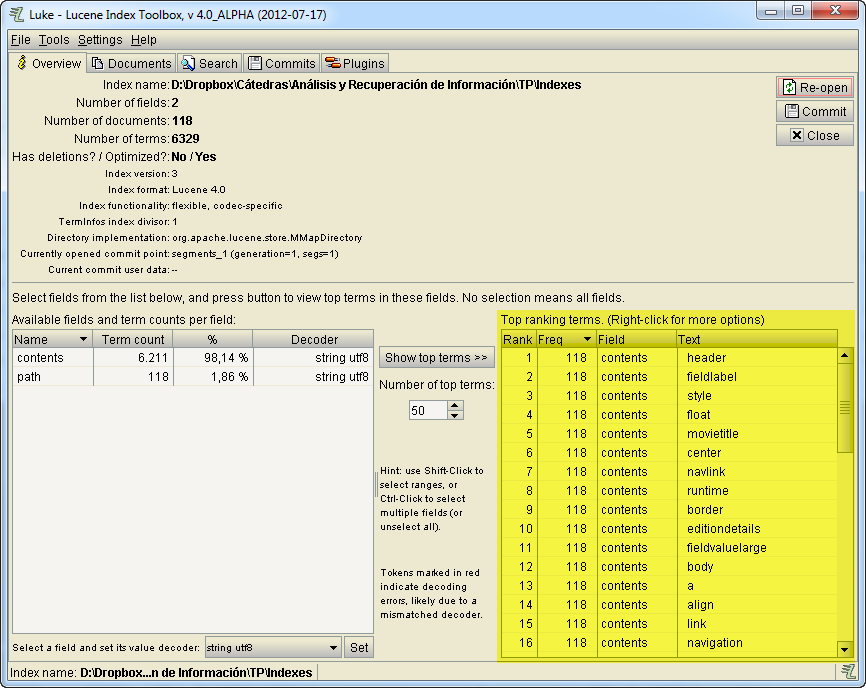 Luke - Lucene Index Toolbox, v 4.0_ALPHA (2012-07-17)
File Tools Settings Help
Overview Documents Search Commits Plugins
Index name: D:\Dropbox\Cátedras\Análisis y Recuperación de Información\TP\Indexes
Re-open
Number of fields: 2
Commit
Number of documents: 118
Number of terms: 6329
Close
Has deletions? / Optimized?: No / Yes
Index version: 3
Index format: Lucene 4.0
Index functionality: flexible, codec-specific
TermInfos index divisor: 1
Directory implementation: org.apache.lucene.store.MMapDirectory
Currently opened commit point: segments_1 (generation=1, segs=1)
Current commit user data: --
Select fields from the list below, and press button to view top terms in these fields. No selection means all fields.
Available fields and term counts per field:
Name Term count % Decoder
contents 6.211 98,14 % string utf8
path 118 1,86 % string utf8
Select a field and set its value decoder: string utf8 Set
Show top terms >>
Number of top terms:
50
Hint: use Shift-Click to
select ranges, or
Ctrl-Click to select
multiple fields (or
unselect all).
Tokens marked in red
indicate decoding
errors, likely due to a
mismatched decoder.
Top ranking terms. (Right-click for more options)
Rank Freq Field Text
1 118 contents header
2 118 contents fieldlabel
3 118 contents style
4 118 contents float
5 118 contents movietitle
6 118 contents center
7 118 contents navlink
8 118 contents runtime
9 118 contents border
10 118 contents editiondetails
11 118 contents fieldvaluelarge
12 118 contents body
13 118 contents a
14 118 contents align
15 118 contents link
16 118 contents navigation
Index name: D:\Dropbox...n de Información\TP\Indexes